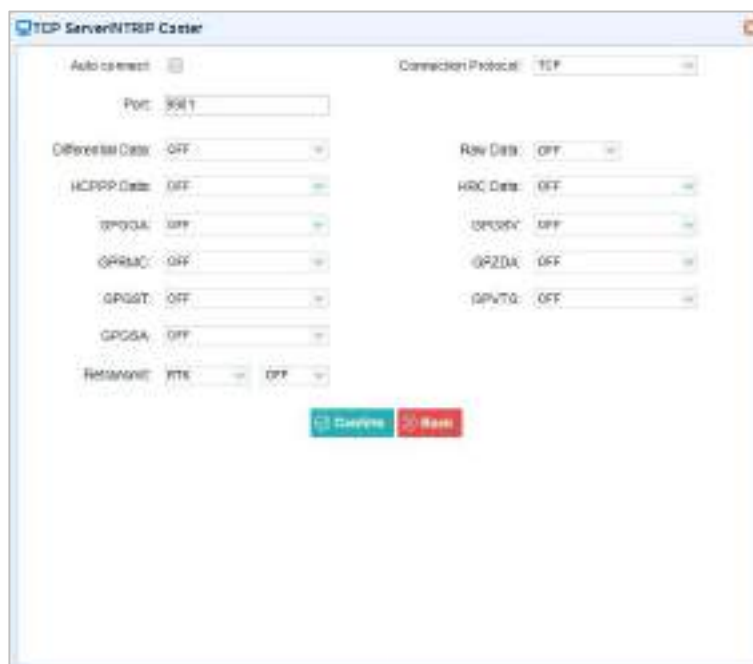 TCP Server/NTRIP Caster
Auto connect: Connection Protocol: TCP
Port: 9901
Differential Data: OFF Raw Data: OFF
HCPPP Data: OFF HRC Data: OFF
GPGGA: OFF GPGSV: OFF
GPRMC: OFF GPZDA: OFF
GPGST: OFF GPVTG: OFF
GPGSA: OFF
Retransmit: RTK OFF
Confirm Back